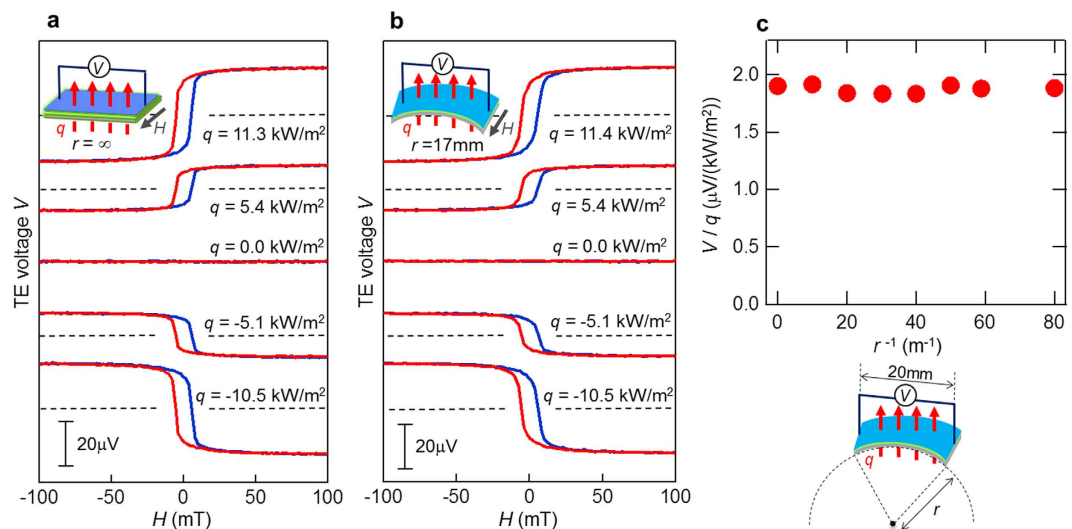 a
TE voltage V
V
q
H
r = ∞
q = 11.3 kW/m²
q = 5.4 kW/m²
q = 0.0 kW/m²
q = -5.1 kW/m²
q = -10.5 kW/m²
20μV
-100 -50 0 50 100
H (mT)
b
TE voltage V
V
q
H
r =17mm
q = 11.4 kW/m²
q = 5.4 kW/m²
q = 0.0 kW/m²
q = -5.1 kW/m²
q = -10.5 kW/m²
20μV
-100 -50 0 50 100
H (mT)
c
V / q (μV/(kW/m²))
2.0
1.5
1.0
0.5
0.0
0 20 40 60 80
r ⁻¹ (m⁻¹)
20mm
V
q
r